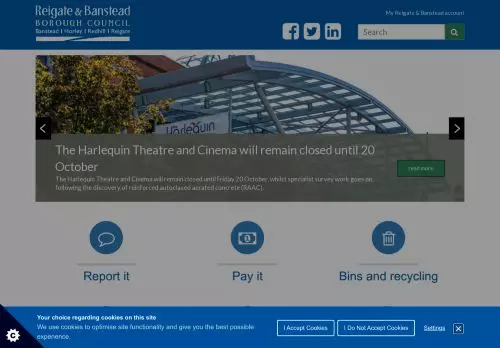 Reigate & Banstead
BOROUGH COUNCIL
Banstead I Horley I Redhill I Reigate
My Reigate & Banstead account
Search
Harlequin
The Harlequin Theatre and Cinema will remain closed until 20
October
read more
The Harlequin Theatre and Cinema will remain closed until Friday 20 October, whilst specialist survey work goes on
following the discovery of reinforced autoclaved aerated concrete (RAAC).
Report it
Pay it
Bins and recycling
Your choice regarding cookies on this site
We use cookies to optimise site functionality and give you the best possible
experience.
I Accept Cookies
I Do Not Accept Cookies
Settings